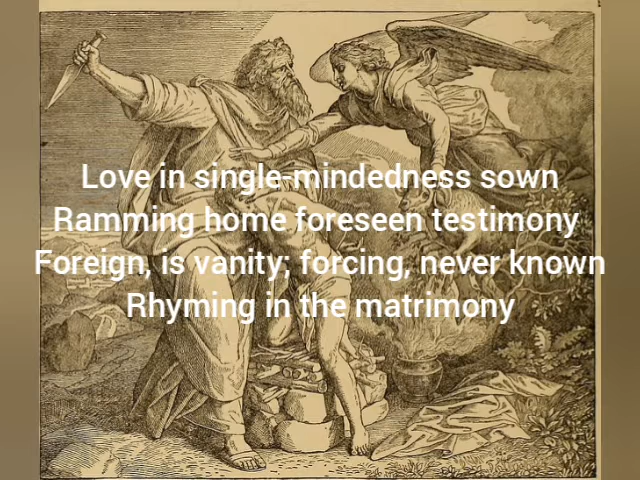 Love in single-mindedness sown
Ramming home foreseen testimony
Foreign, is vanity; forcing, never known
Rhyming in the matrimony